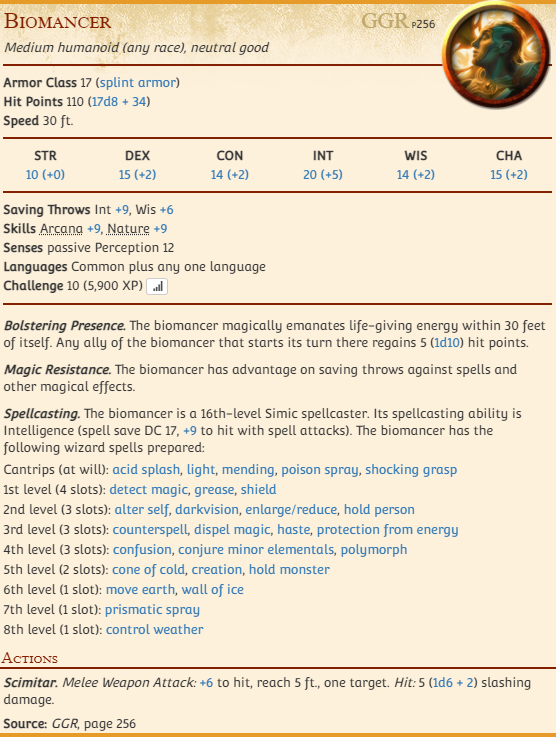 Biomancer GGR P256
Medium humanoid (any race), neutral good
Armor Class 17 (splint armor)
Hit Points 110 (17d8 + 34)
Speed 30 ft.
STR DEX CON INT WIS CHA
10 (+0) 15 (+2) 14 (+2) 20 (+5) 14 (+2) 15 (+2)
Saving Throws Int +9, Wis +6
Skills Arcana +9, Nature +9
Senses passive Perception 12
Languages Common plus any one language
Challenge 10 (5,900 XP)
Bolstering Presence. The biomancer magically emanates life-giving energy within 30 feet
of itself. Any ally of the biomancer that starts its turn there regains 5 (1d10) hit points.
Magic Resistance. The biomancer has advantage on saving throws against spells and
other magical effects.
Spellcasting. The biomancer is a 16th-level Simic spellcaster. Its spellcasting ability is
Intelligence (spell save DC 17, +9 to hit with spell attacks). The biomancer has the
following wizard spells prepared:
Cantrips (at will): acid splash, light, mending, poison spray, shocking grasp
1st level (4 slots): detect magic, grease, shield
2nd level (3 slots): alter self, darkvision, enlarge/reduce, hold person
3rd level (3 slots): counterspell, dispel magic, haste, protection from energy
4th level (3 slots): confusion, conjure minor elementals, polymorph
5th level (2 slots): cone of cold, creation, hold monster
6th level (1 slot): move earth, wall of ice
7th level (1 slot): prismatic spray
8th level (1 slot): control weather
Actions
Scimitar. Melee Weapon Attack: +6 to hit, reach 5 ft., one target. Hit: 5 (1d6 + 2) slashing
damage.
Source: GGR, page 256